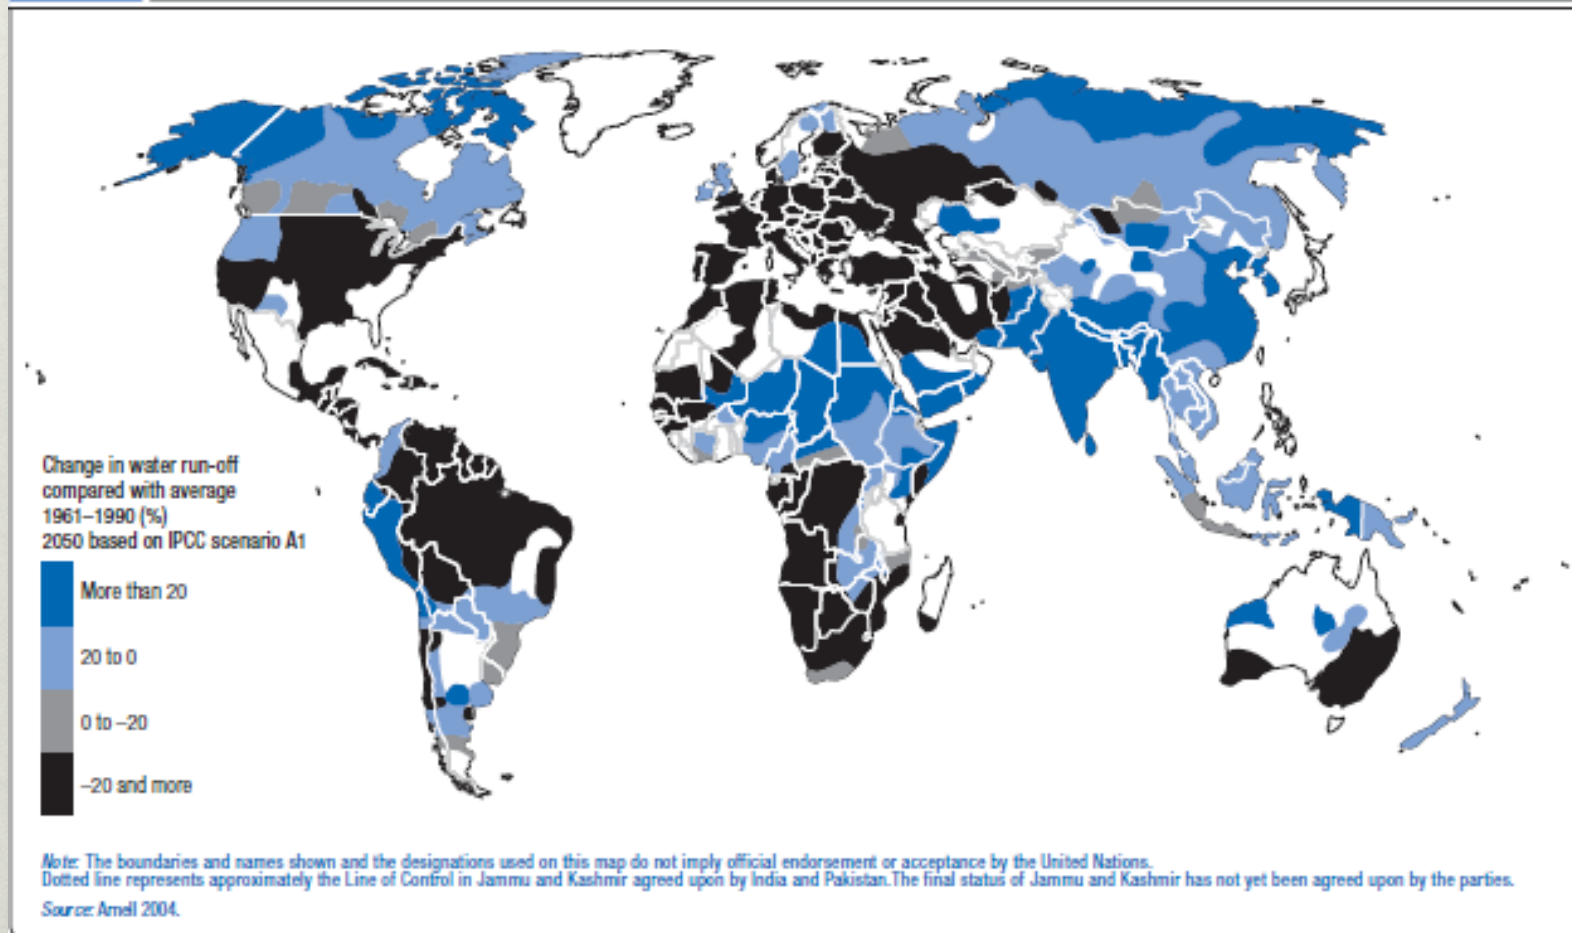 Change in water run-off
compared with average
1961–1990 (%)
2050 based on IPCC scenario A1
More than 20
20 to 0
0 to –20
–20 and more
Note: The boundaries and names shown and the designations used on this map do not imply official endorsement or acceptance by the United Nations.
Dotted line represents approximately the Line of Control in Jammu and Kashmir agreed upon by India and Pakistan.The final status of Jammu and Kashmir has not yet been agreed upon by the parties.
Source: Arnell 2004.